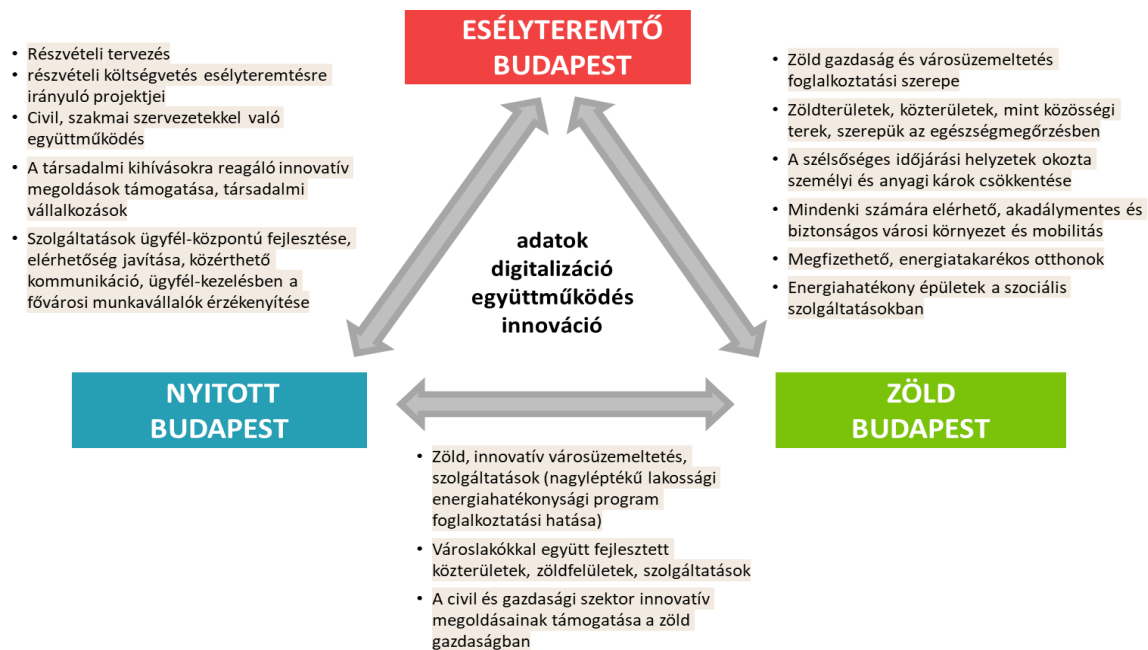 ESÉLYTEREMTŐ
BUDAPEST
• Részvételi tervezés
• részvételi költségvetés esélyteremtésre
irányuló projektjei
• Civil, szakmai szervezetekkel való
együttműködés
• A társadalmi kihívásokra reagáló innovatív
megoldások támogatása, társadalmi
vállalkozások
• Szolgáltatások ügyfél-központú fejlesztése,
elérhetőség javítása, közérthető
kommunikáció, ügyfél-kezelésben a
fővárosi munkavállalók érzékenyítése
• Zöld gazdaság és városüzemeltetés
foglalkoztatási szerepe
• Zöldterületek, közterületek, mint közösségi
terek, szerepük az egészségmegőrzésben
• A szélsőséges időjárási helyzetek okozta
személyi és anyagi károk csökkentése
• Mindenki számára elérhető, akadálymentes és
biztonságos városi környezet és mobilitás
• Megfizethető, energiatakarékos otthonok
• Energiahatékony épületek a szociális
szolgáltatásokban
adatok
digitalizáció
együttműködés
innováció
NYITOTT
BUDAPEST
ZÖLD
BUDAPEST
• Zöld, innovatív városüzemeltetés,
szolgáltatások (nagyléptékű lakossági
energiahatékonysági program
foglalkoztatási hatása)
• Városlakókkal együtt fejlesztett
közterületek, zöldfelületek, szolgáltatások
• A civil és gazdasági szektor innovatív
megoldásainak támogatása a zöld
gazdaságban